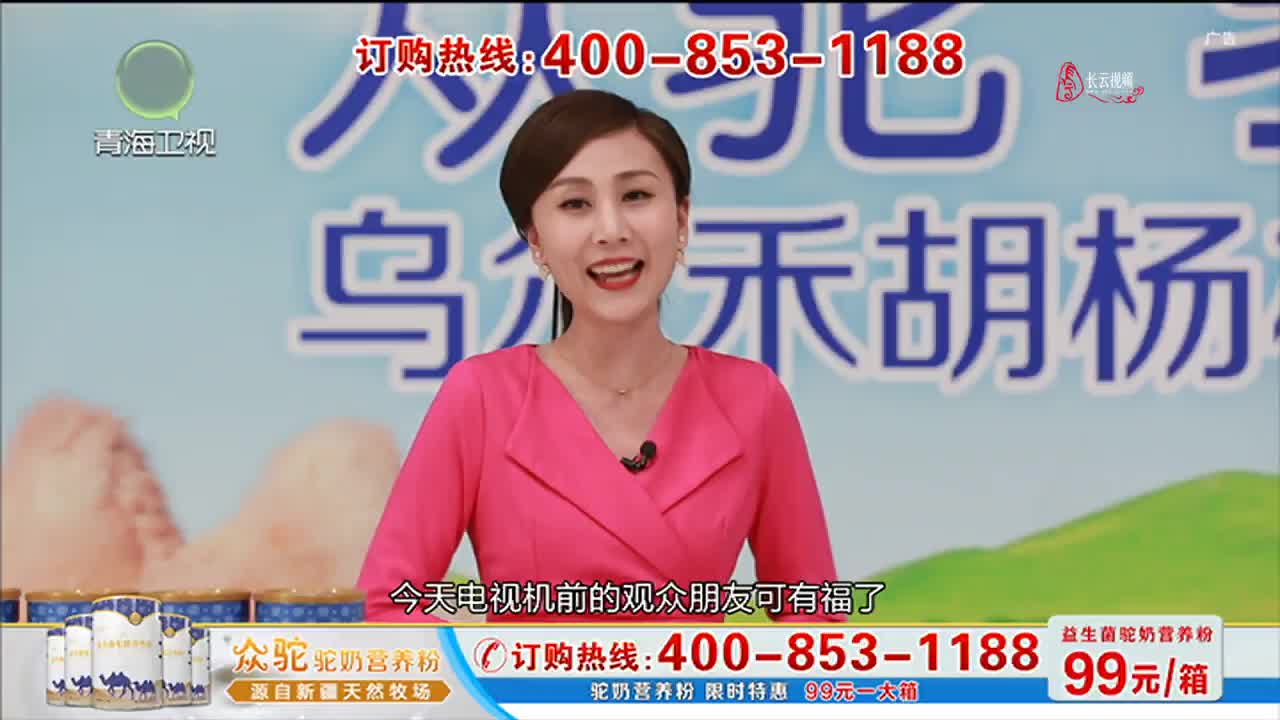 订购热线:400-853-1188
广告
长云视频
青海卫视
众驼
乌尔禾胡杨
今天电视机前的观众朋友可有福了
众驼 驼奶营养粉
源自新疆天然牧场
订购热线:400-853-1188
驼奶营养粉 限时特惠 99元一大箱
益生菌驼奶营养粉
99元/箱